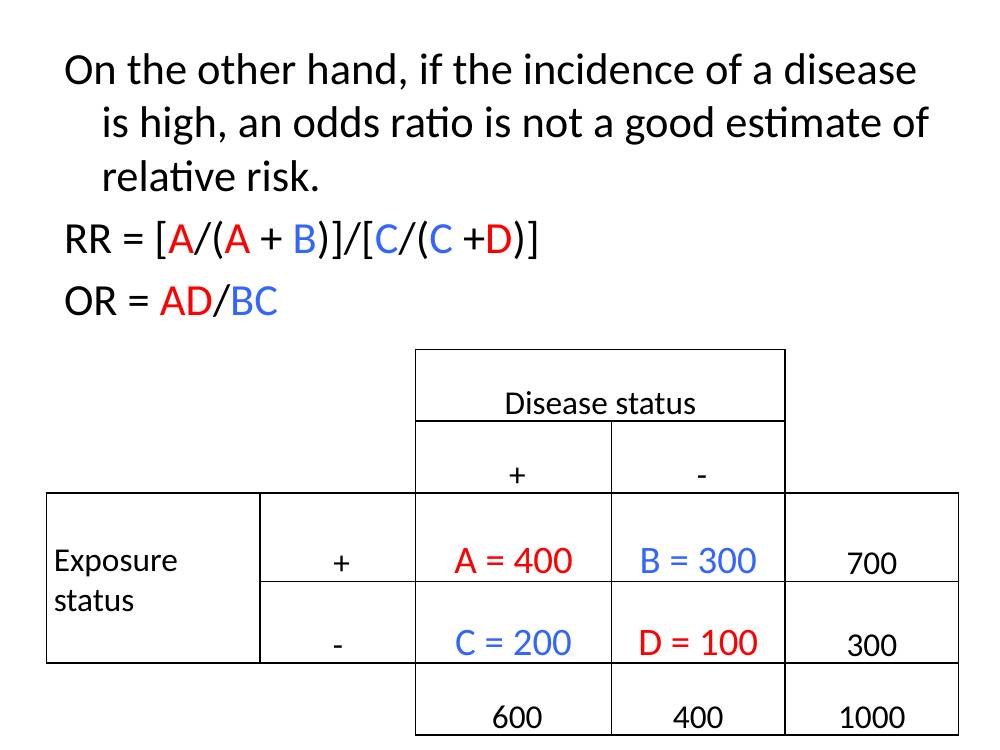 On the other hand, if the incidence of a disease
is high, an odds ratio is not a good estimate of
relative risk.
RR = [A/(A + B)]/[C/(C +D)]
OR = AD/BC
Disease status
+ -
Exposure status + A = 400 B = 300 700
- C = 200 D = 100 300
600 400 1000